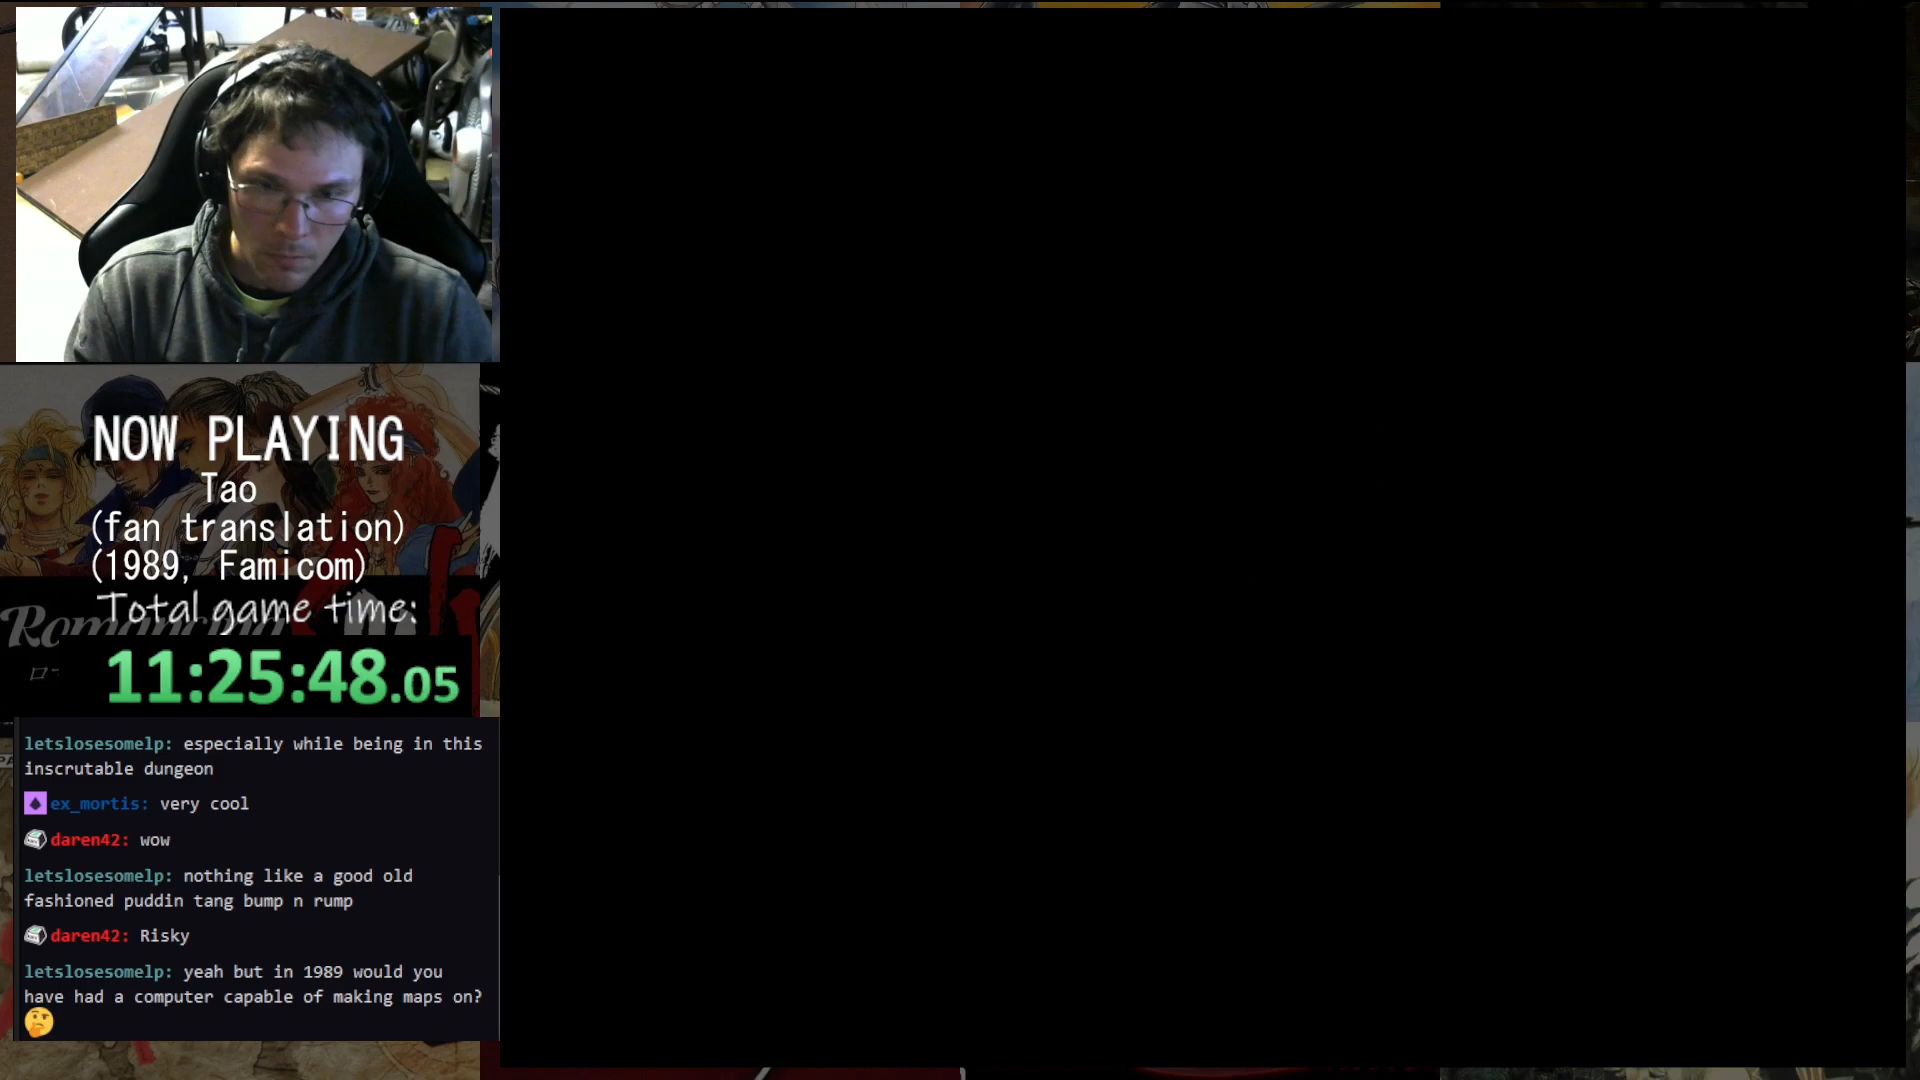 NOW PLAYING
Tao
(fan translation)
(1989, Famicom)
Total game time:
11:25:48.05
letslosesomelp: especially while being in this
inscrutable dungeon
ex_mortis: very cool
daren42: wow
letslosesomelp: nothing like a good old
fashioned puddin tang bump n rump
daren42: Risky
letslosesomelp: yeah but in 1989 would you
have had a computer capable of making maps on?
🤔